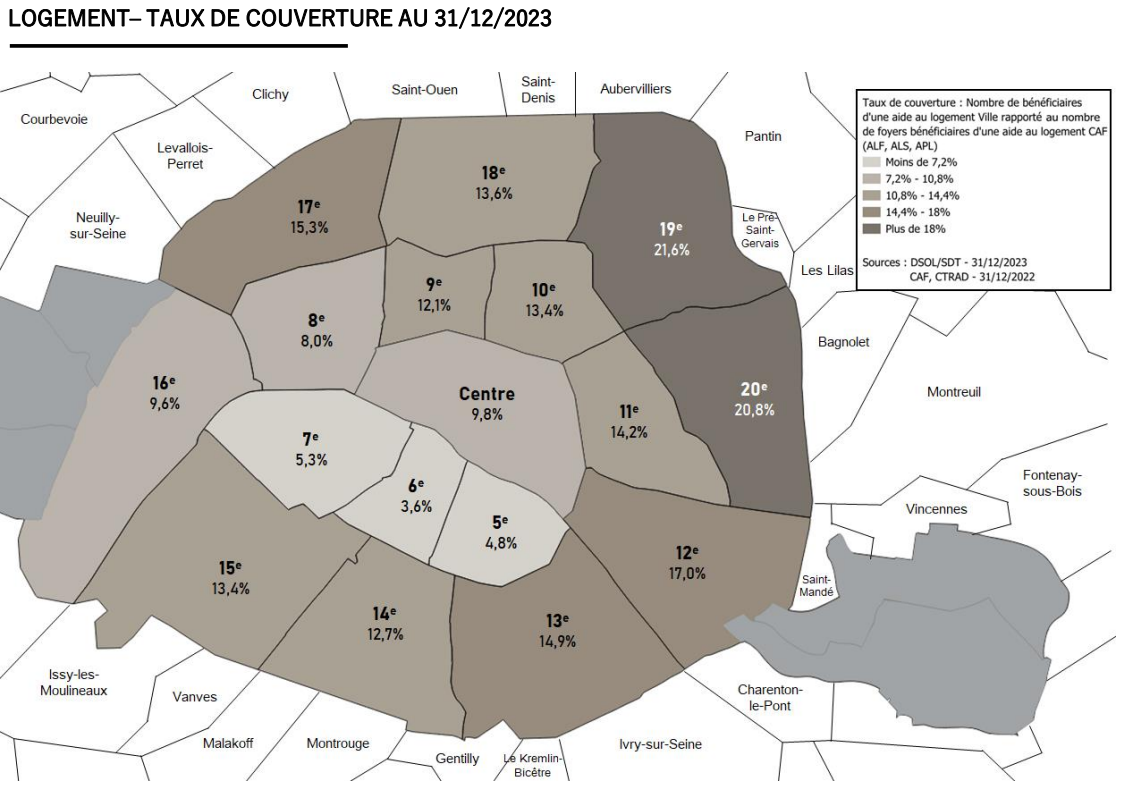 LOGEMENT– TAUX DE COUVERTURE AU 31/12/2023
Courbevoie
Clichy
Saint-Ouen
Saint-
Denis
Aubervilliers
Pantin
Levallois-
Perret
Neuilly-
sur-Seine
Le Pré-
Saint-
Gervais
Les Lilas
Bagnolet
Montreuil
Fontenay-
sous-Bois
Vincennes
Saint-
Mandé
Charenton-
le-Pont
Ivry-sur-Seine
Le Kremlin-
Bicêtre
Gentilly
Montrouge
Malakoff
Vanves
Issy-les-
Moulineaux
Taux de couverture : Nombre de bénéficiaires
d'une aide au logement Ville rapporté au nombre
de foyers bénéficiaires d'une aide au logement CAF
(ALF, ALS, APL)
Moins de 7,2%
7,2% - 10,8%
10,8% - 14,4%
14,4% - 18%
Plus de 18%
Sources : DSOL/SDT - 31/12/2023
CAF, CTRAD - 31/12/2022
17e
15,3%
18e
13,6%
19e
21,6%
8e
8,0%
9e
12,1%
10e
13,4%
16e
9,6%
Centre
9,8%
11e
14,2%
20e
20,8%
7e
5,3%
6e
3,6%
5e
4,8%
12e
17,0%
15e
13,4%
14e
12,7%
13e
14,9%